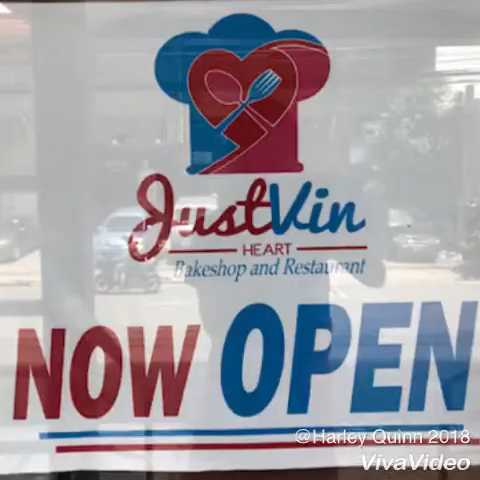 JustVin
HEART
Bakeshop and Restaurant
NOW OPEN
@Harley Quinn 2018
VivaVideo